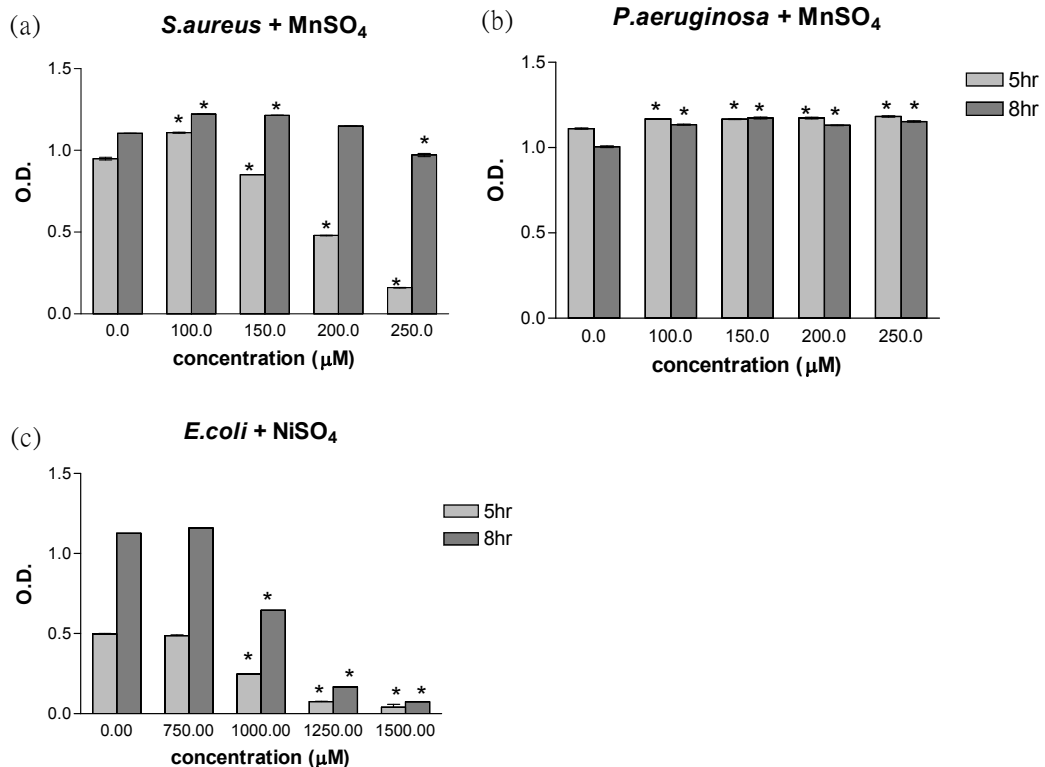 (a)
S.aureus + MnSO₄
1.5
1.0
0.5
0.0
O.D.
* * * * * * *
0.0 100.0 150.0 200.0 250.0
concentration (μM)
(b)
P.aeruginosa + MnSO₄
1.5
1.0
0.5
0.0
O.D.
* * * * * * * *
0.0 100.0 150.0 200.0 250.0
concentration (μM)
5hr
8hr
(c)
E.coli + NiSO₄
1.5
1.0
0.5
0.0
O.D.
* * * * * *
0.00 750.00 1000.00 1250.00 1500.00
concentration (μM)
5hr
8hr